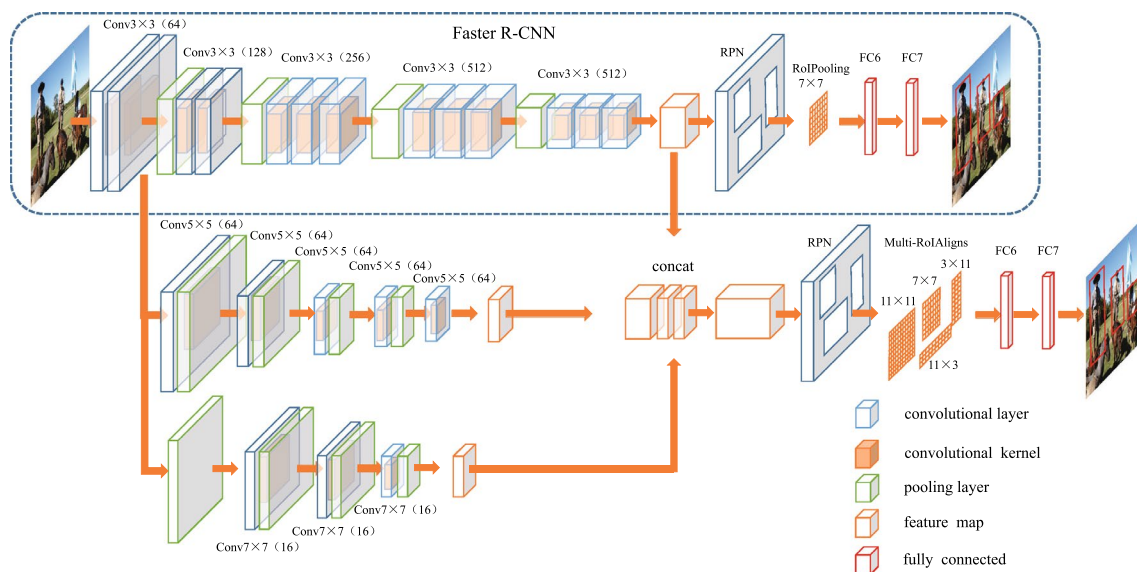 Faster R-CNN
Conv3×3（64）
Conv3×3（128）
Conv3×3（256）
Conv3×3（512）
Conv3×3（512）
RPN
RoIPooling
7×7
FC6
FC7
Conv5×5（64）
Conv5×5（64）
Conv5×5（64）
Conv5×5（64）
Conv5×5（64）
concat
RPN
Multi-RoIAligns
3×11
7×7
11×11
11×3
FC6
FC7
Conv7×7（16）
Conv7×7（16）
Conv7×7（16）
convolutional layer
convolutional kernel
pooling layer
feature map
fully connected